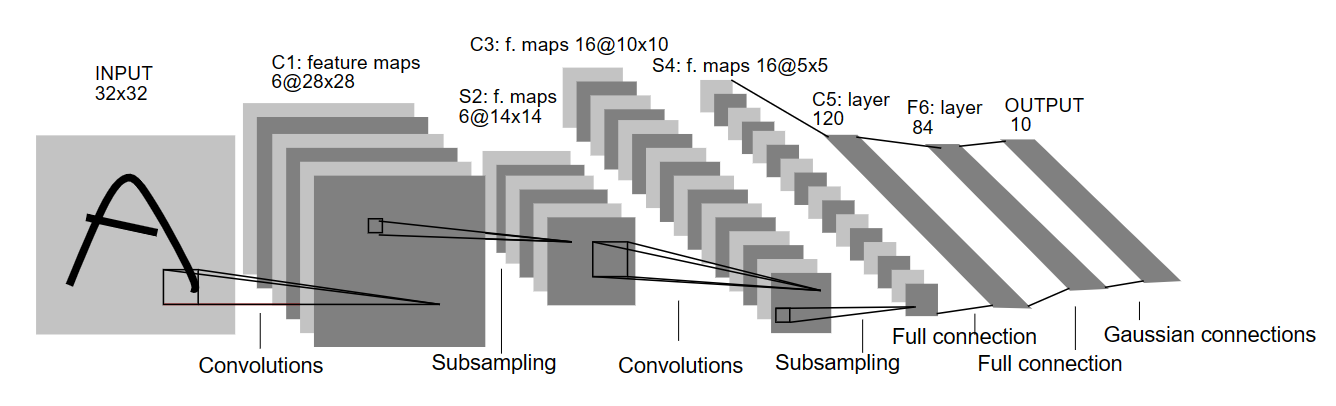 INPUT
32x32
C1: feature maps
6@28x28
S2: f. maps
6@14x14
C3: f. maps 16@10x10
S4: f. maps 16@5x5
C5: layer
120
F6: layer
84
OUTPUT
10
Convolutions
Subsampling
Convolutions
Subsampling
Full connection
Full connection
Gaussian connections